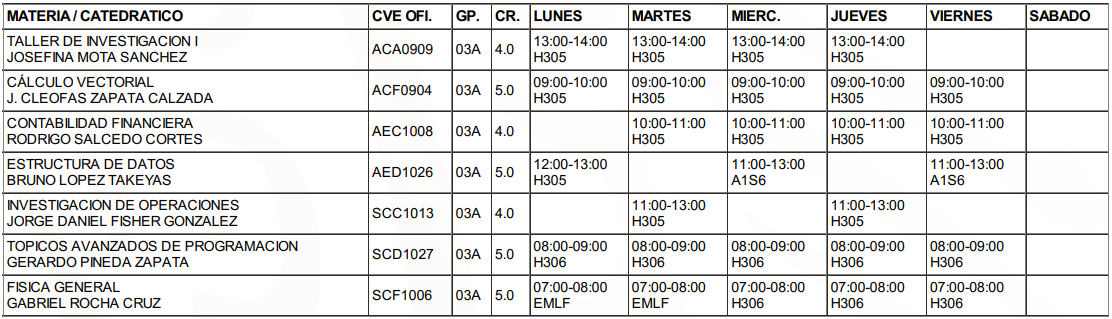 MATERIA / CATEDRATICO CVE OFI. GP. CR. LUNES MARTES MIERC. JUEVES VIERNES SABADO
TALLER DE INVESTIGACION I
JOSEFINA MOTA SANCHEZ
ACA0909 03A 4.0
13:00-14:00 13:00-14:00 13:00-14:00 13:00-14:00
H305 H305 H305 H305
CÁLCULO VECTORIAL
J. CLEOFAS ZAPATA CALZADA
ACF0904 03A 5.0
09:00-10:00 09:00-10:00 09:00-10:00 09:00-10:00 09:00-10:00
H305 H305 H305 H305 H305
CONTABILIDAD FINANCIERA
RODRIGO SALCEDO CORTES
AEC1008 03A 4.0
10:00-11:00 10:00-11:00 10:00-11:00 10:00-11:00
H305 H305 H305 H305
ESTRUCTURA DE DATOS
BRUNO LOPEZ TAKEYAS
AED1026 03A 5.0
12:00-13:00 11:00-13:00 11:00-13:00
H305 A1S6 A1S6
INVESTIGACION DE OPERACIONES
JORGE DANIEL FISHER GONZALEZ
SCC1013 03A 4.0
11:00-13:00 11:00-13:00
H305 H305
TOPICOS AVANZADOS DE PROGRAMACION
GERARDO PINEDA ZAPATA
SCD1027 03A 5.0
08:00-09:00 08:00-09:00 08:00-09:00 08:00-09:00 08:00-09:00
H306 H306 H306 H306 H306
FISICA GENERAL
GABRIEL ROCHA CRUZ
SCF1006 03A 5.0
07:00-08:00 07:00-08:00 07:00-08:00 07:00-08:00 07:00-08:00
EMLF EMLF H306 H306 H306